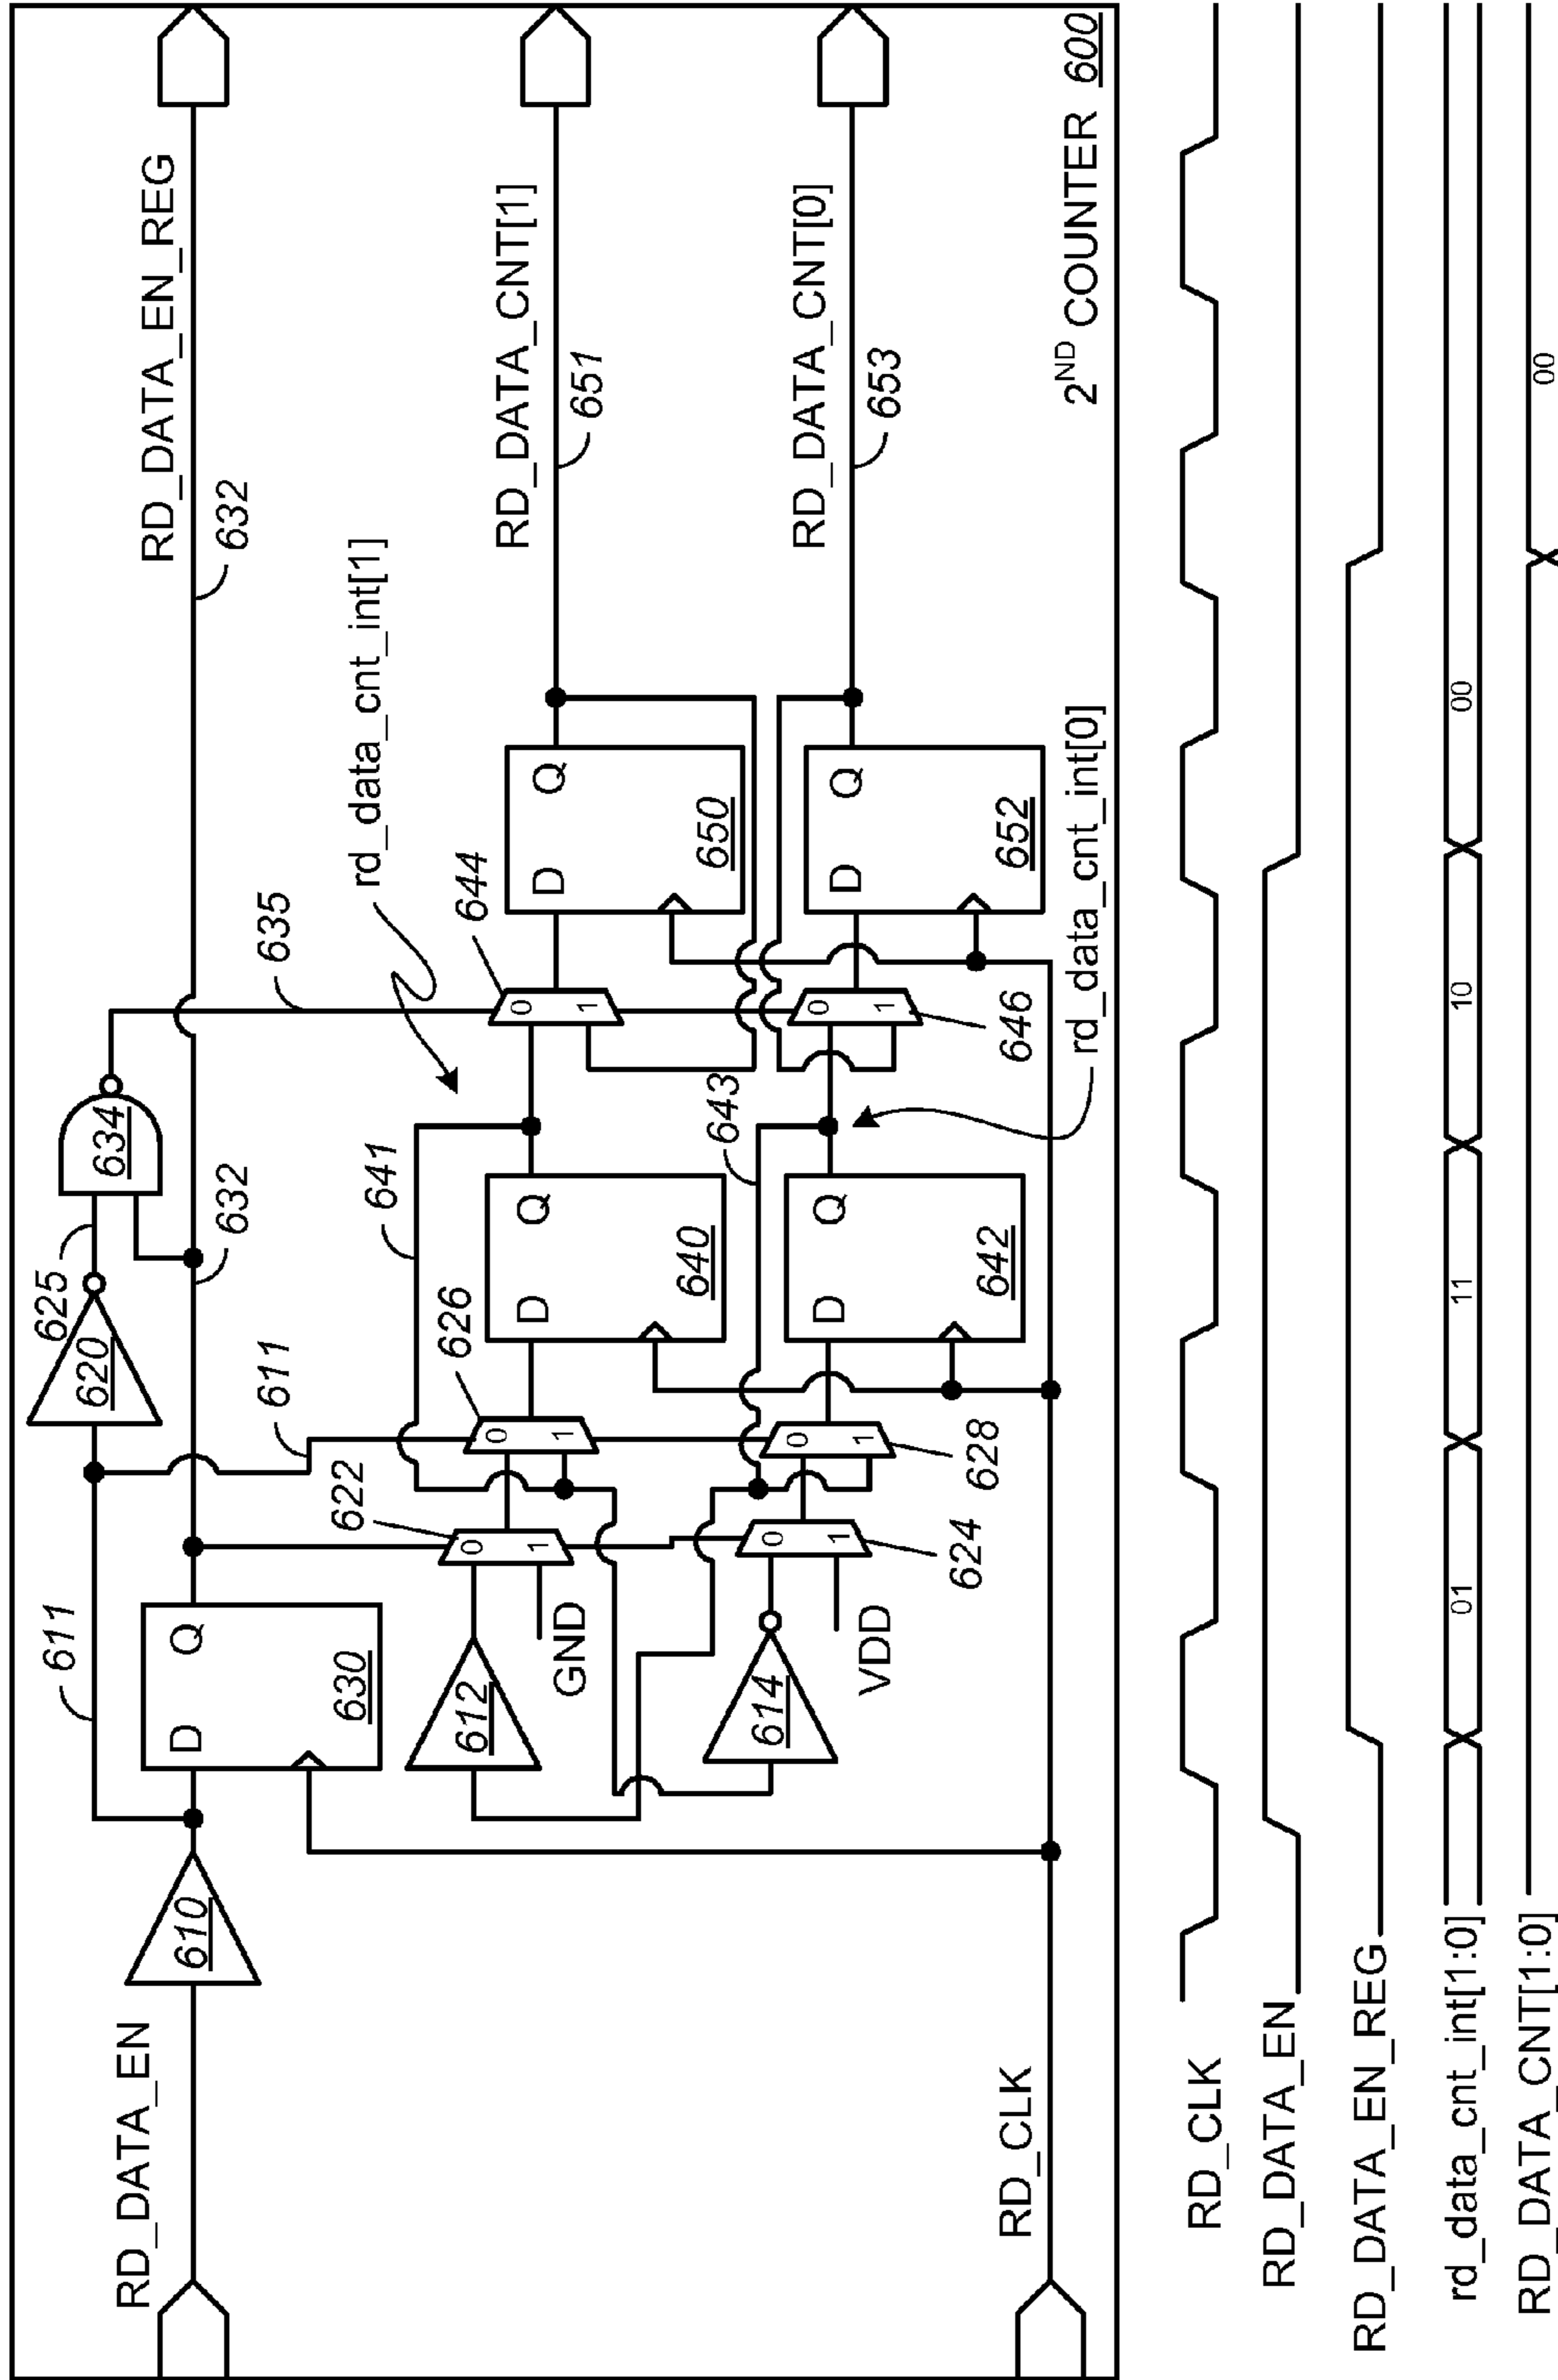 RD_DATA_EN
610
611
D Q
630
620
625
611
632
634
635
632
RD_DATA_EN_REG
612
GND
622
0
1
626
0
1
641
D Q
640
rd_data_cnt_int[1]
644
0
1
D Q
650
RD_DATA_CNT[1]
651
614
VDD
624
0
1
628
0
1
643
D Q
642
646
0
1
rd_data_cnt_int[0]
D Q
652
RD_DATA_CNT[0]
653
RD_CLK
2ND COUNTER 600
RD_CLK
RD_DATA_EN
RD_DATA_EN_REG
rd_data_cnt_int[1:0] 01 11 10 00
RD_DATA_CNT[1:0] 00